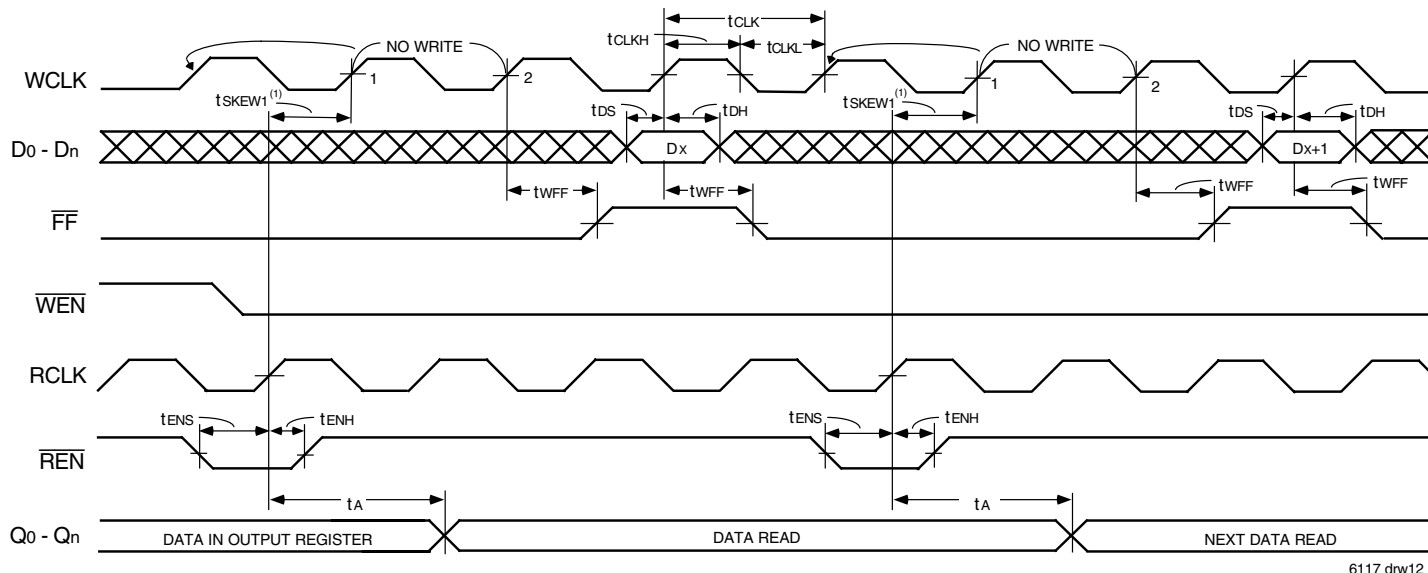 tCLK
tCLKH
tCLKL
NO WRITE
NO WRITE
WCLK
1
2
1
2
tSKEW1(1)
tDS
tDH
tSKEW1(1)
tDS
tDH
D0 - Dn
Dx
Dx+1
tWFF
tWFF
tWFF
tWFF
FF
WEN
RCLK
tENS
tENH
tENS
tENH
REN
tA
tA
Q0 - Qn
DATA IN OUTPUT REGISTER
DATA READ
NEXT DATA READ
6117 drw12